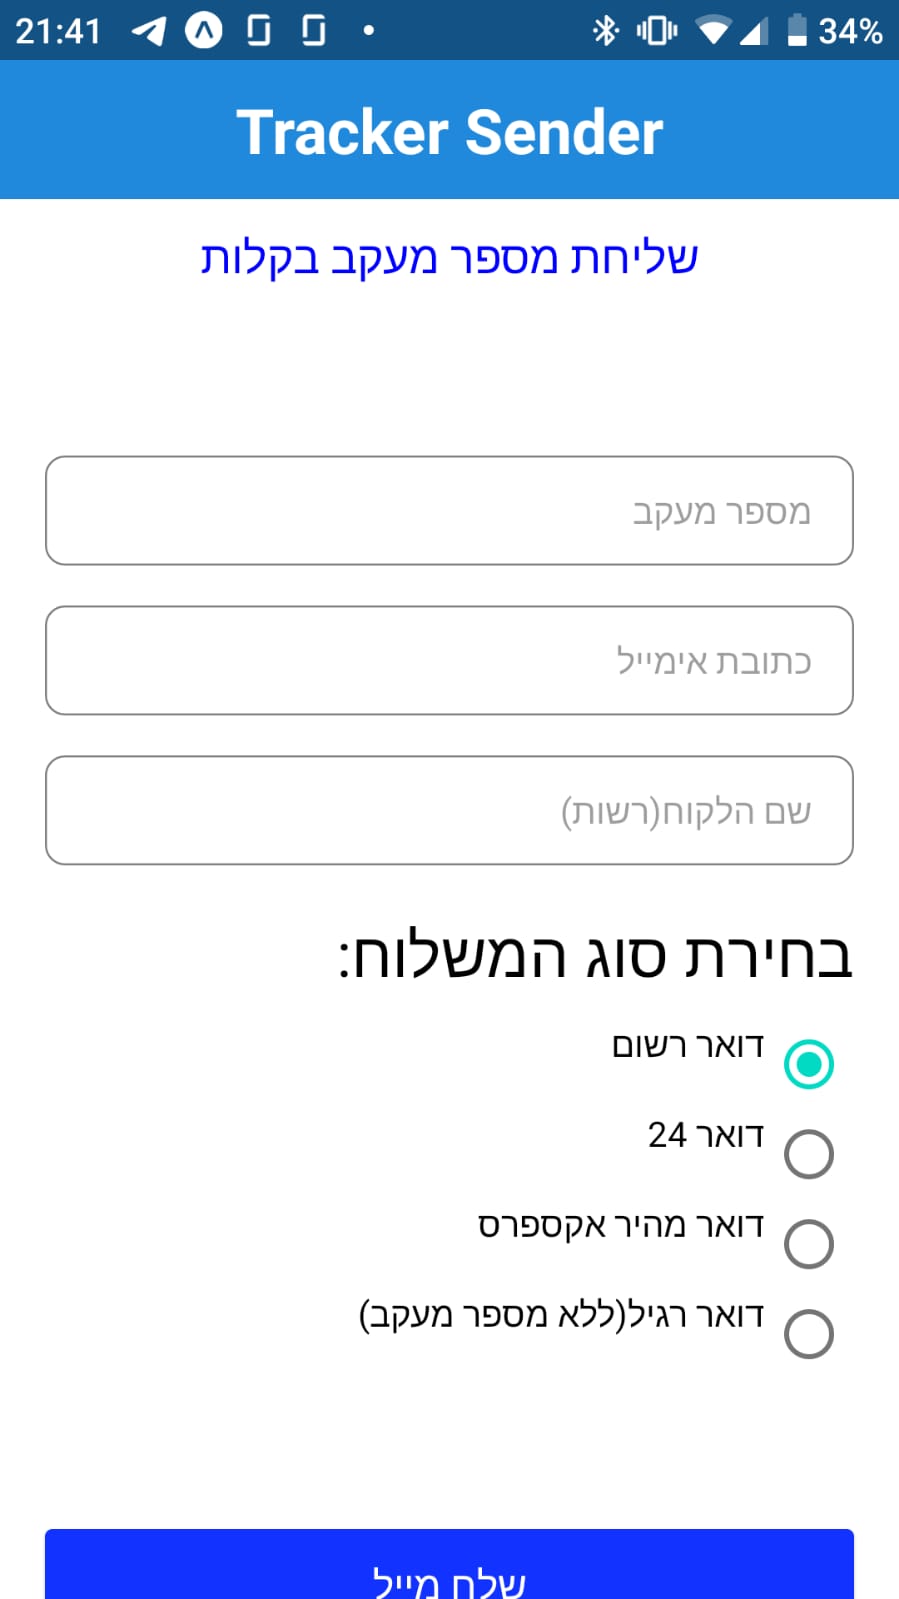 21:41 34%
Tracker Sender
שליחת מספר מעקב בקלות
מספר מעקב
כתובת אימייל
שם הלקוח(רשות)
בחירת סוג המשלוח:
דואר רשום
דואר 24
דואר מהיר אקספרס
דואר רגיל(ללא מספר מעקב)
שלח מייל